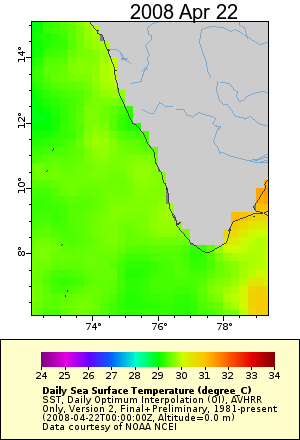 2008 Apr 22
14°
12°
10°
8°
74°
76°
78°
24 25 26 27 28 29 30 31 32 33 34
Daily Sea Surface Temperature (degree_C)
SST, Daily Optimum Interpolation (OI), AVHRR
Only, Version 2, Final+Preliminary, 1981-present
(2008-04-22T00:00:00Z, Altitude=0.0 m)
Data courtesy of NOAA NCEI